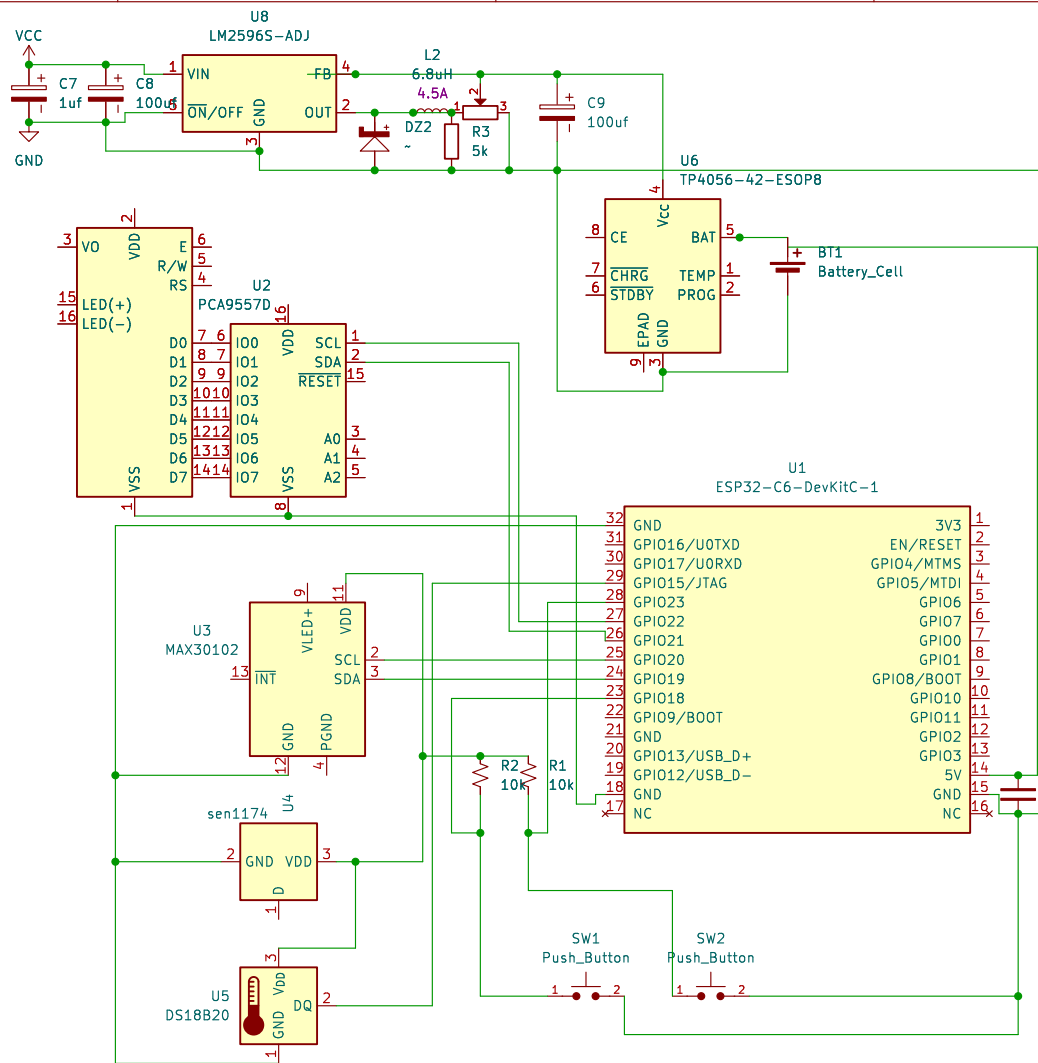 U8
LM2596S-ADJ
VCC
1 VIN
FB 4
5 ON/OFF
GND
OUT 2
3
C7
1uf
C8
100uf
GND
L2
6.8uH
4.5A
DZ2
~
1 2 3
R3
5k
C9
100uf
U6
TP4056-42-ESOP8
4
Vcc
8 CE
BAT 5
7 CHRG
TEMP 1
6 STDBY
PROG 2
EPAD GND
9 3
BT1
Battery_Cell
2
VDD
3 VO
E 6
R/W 5
RS 4
15 LED(+)
16 LED(-)
D0 7
D1 8
D2 9
D3 10
D4 11
D5 12
D6 13
D7 14
VSS
1
U2
PCA9557D
16
VDD
6 IO0
7 IO1
9 IO2
10 IO3
11 IO4
12 IO5
13 IO6
14 IO7
SCL 1
SDA 2
RESET 15
A0 3
A1 4
A2 5
VSS
8
U1
ESP32-C6-DevKitC-1
32 GND
31 GPIO16/U0TXD
30 GPIO17/U0RXD
29 GPIO15/JTAG
28 GPIO23
27 GPIO22
26 GPIO21
25 GPIO20
24 GPIO19
23 GPIO18
22 GPIO9/BOOT
21 GND
20 GPIO13/USB_D+
19 GPIO12/USB_D-
18 GND
17 NC
3V3 1
EN/RESET 2
GPIO4/MTMS 3
GPIO5/MTDI 4
GPIO6 5
GPIO7 6
GPIO0 7
GPIO1 8
GPIO8/BOOT 9
GPIO10 10
GPIO11 11
GPIO2 12
GPIO3 13
5V 14
GND 15
NC 16
U3
MAX30102
9 11
VLED+ VDD
SCL 2
SDA 3
13 INT
GND PGND
12 4
R2
10k
R1
10k
U4
sen1174
2 GND
VDD 3
D
1
U5
DS18B20
3
VDD
DQ 2
GND
1
SW1
Push_Button
1 2
SW2
Push_Button
1 2